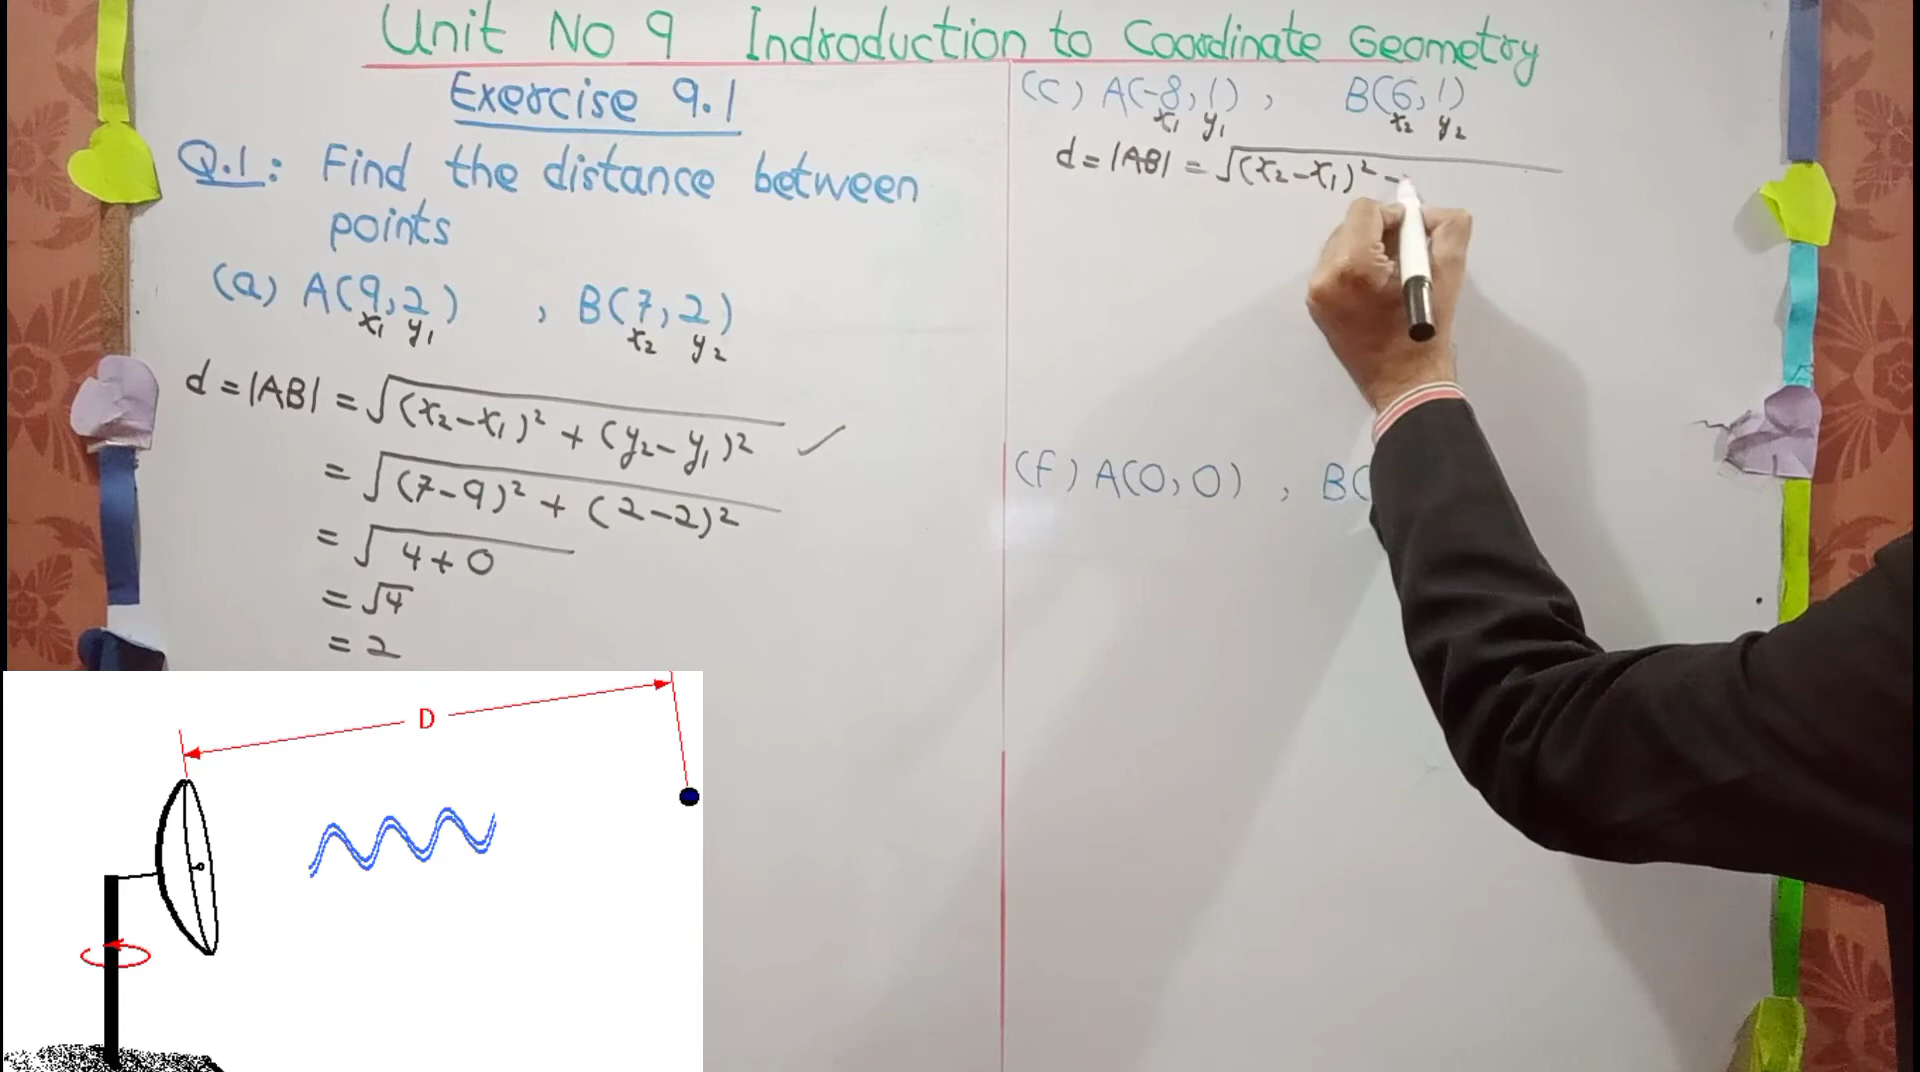 Unit No 9 Indroduction to Coordinate Geometry
Exercise 9.1
Q.1: Find the distance between
points
(a) A(9,2) , B(7,2)
x₁ y₁ x₂ y₂
d = |AB| = √(x₂-x₁)² + (y₂-y₁)² ✓
= √(7-9)² + (2-2)²
= √4+0
= √4
= 2
D
(c) A(-8,1) , B(6,1)
x₁ y₁ x₂ y₂
d = |AB| = √(x₂-x₁)² -
(f) A(0,0) , B(